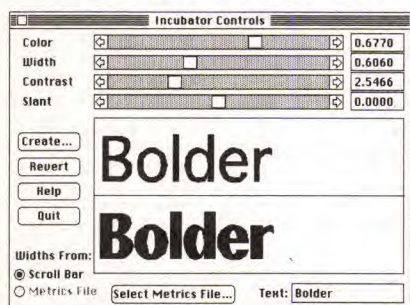 Incubator Controls
Color 0.6770
Width 0.6060
Contrast 2.5466
Slant 0.0000
Create...
Revert
Help
Quit
Bolder
Bolder
Widths From:
Scroll Bar
Metrics File
Select Metrics File...
Text: Bolder